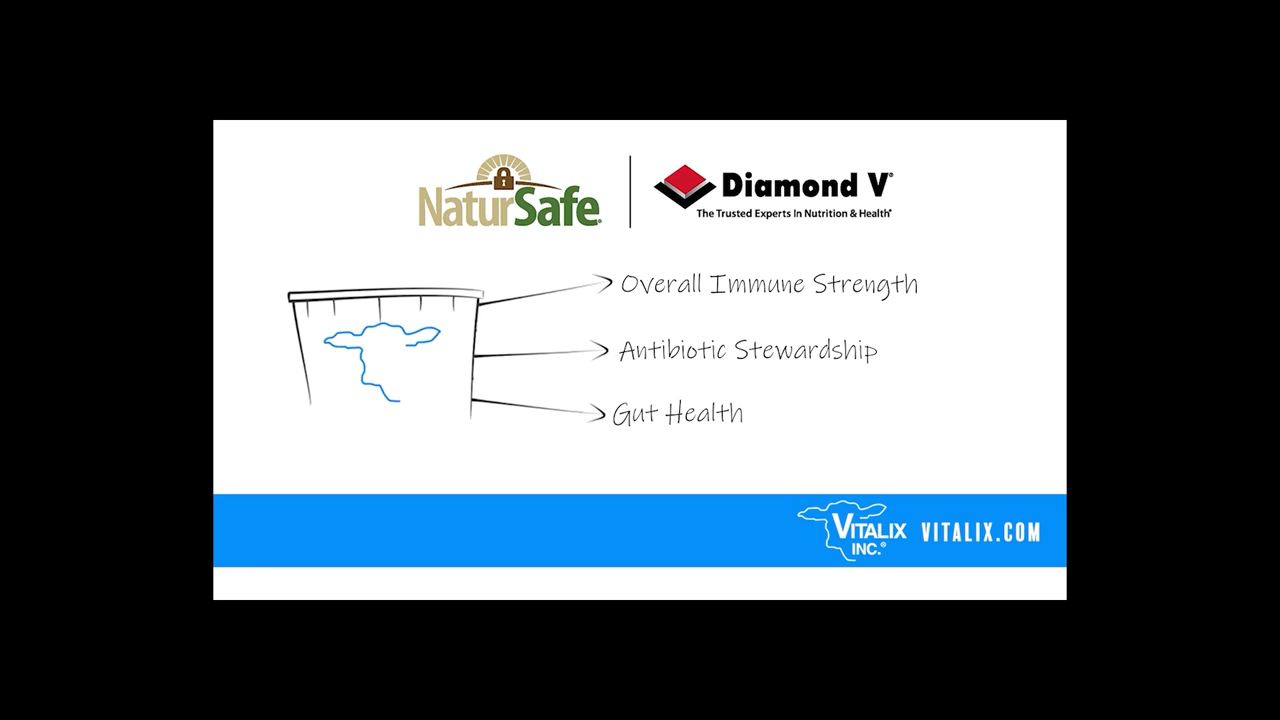 NaturSafe®
Diamond V®
The Trusted Experts In Nutrition & Health®
Overall Immune Strength
Antibiotic Stewardship
Gut Health
VITALIX INC.® VITALIX.COM